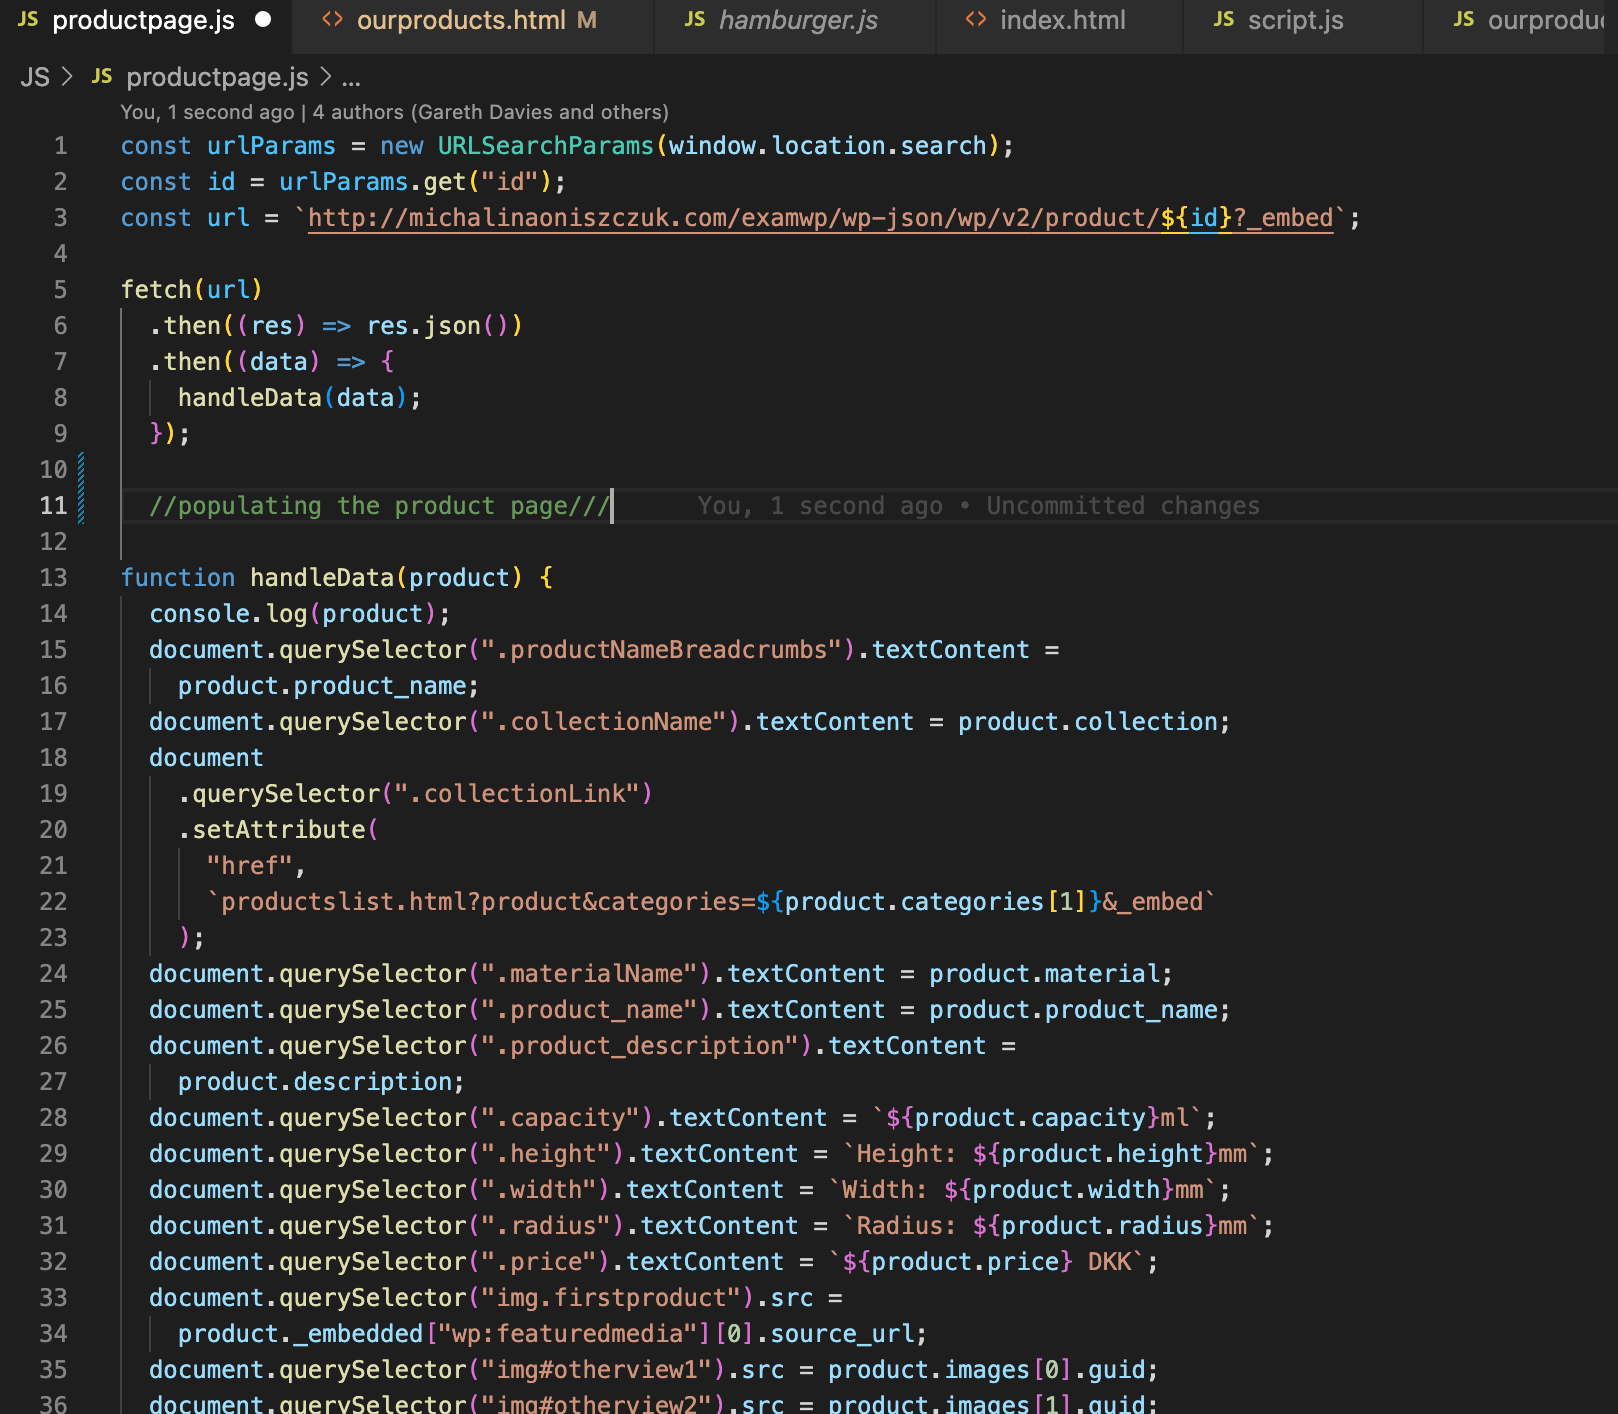 JS productpage.js ● <> ourproducts.html M JS hamburger.js <> index.html JS script.js JS
JS > JS productpage.js > ...
You, 1 second ago | 4 authors (Gareth Davies and others)
1 const urlParams = new URLSearchParams(window.location.search);
2 const id = urlParams.get("id");
3 const url = `http://michalinaoniszczuk.com/examwp/wp-json/wp/v2/product/${id}?_embed`;
4
5 fetch(url)
6 .then((res) => res.json())
7 .then((data) => {
8 handleData(data);
9 });
10
11 //populating the product page/// You, 1 second ago • Uncommitted changes
12
13 function handleData(product) {
14 console.log(product);
15 document.querySelector(".productNameBreadcrumbs").textContent =
16 product.product_name;
17 document.querySelector(".collectionName").textContent = product.collection;
18 document
19 .querySelector(".collectionLink")
20 .setAttribute(
21 "href",
22 `productslist.html?product&categories=${product.categories[1]}&_embed`
23 );
24 document.querySelector(".materialName").textContent = product.material;
25 document.querySelector(".product_name").textContent = product.product_name;
26 document.querySelector(".product_description").textContent =
27 product.description;
28 document.querySelector(".capacity").textContent = `${product.capacity}ml`;
29 document.querySelector(".height").textContent = `Height: ${product.height}mm`;
30 document.querySelector(".width").textContent = `Width: ${product.width}mm`;
31 document.querySelector(".radius").textContent = `Radius: ${product.radius}mm`;
32 document.querySelector(".price").textContent = `${product.price} DKK`;
33 document.querySelector("img.firstproduct").src =
34 product._embedded["wp:featuredmedia"][0].source_url;
35 document.querySelector("img#otherview1").src = product.images[0].guid;
36 document.querySelector("img#otherview2").src = product.images[1].guid;